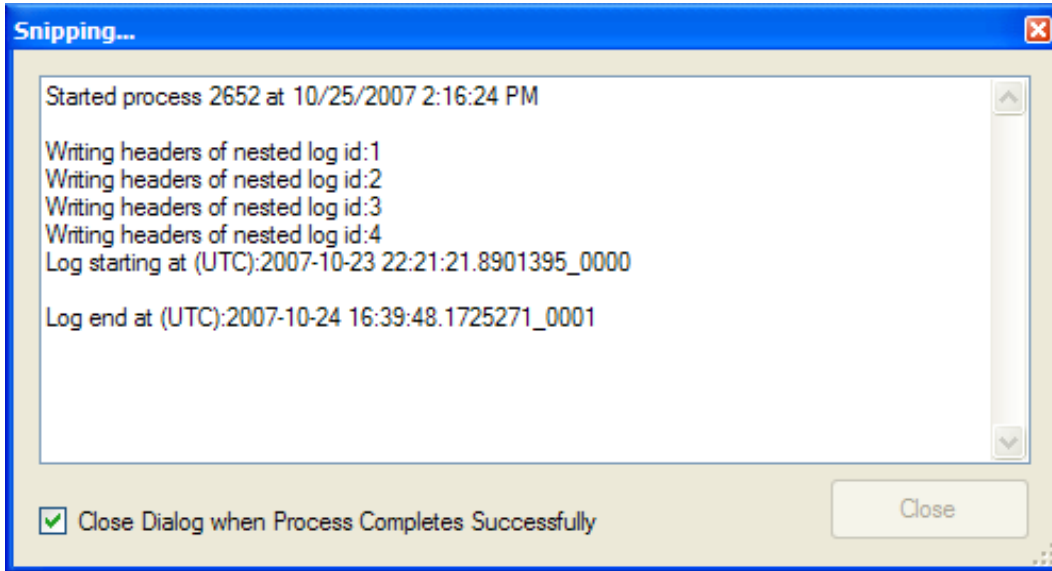 Snipping...
Started process 2652 at 10/25/2007 2:16:24 PM
Writing headers of nested log id:1
Writing headers of nested log id:2
Writing headers of nested log id:3
Writing headers of nested log id:4
Log starting at (UTC):2007-10-23 22:21:21.8901395_0000
Log end at (UTC):2007-10-24 16:39:48.1725271_0001
Close Dialog when Process Completes Successfully
Close